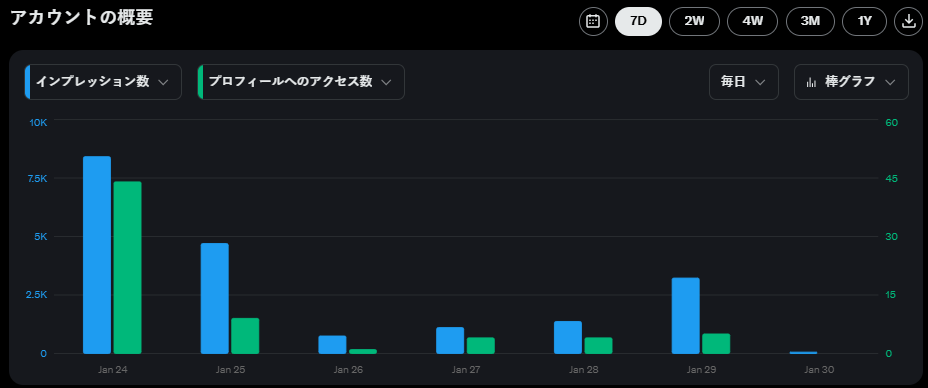 アカウントの概要
7D 2W 4W 3M 1Y
インプレッション数 プロフィールへのアクセス数 毎日 棒グラフ
10K 60
7.5K 45
5K 30
2.5K 15
0 0
Jan 24 Jan 25 Jan 26 Jan 27 Jan 28 Jan 29 Jan 30